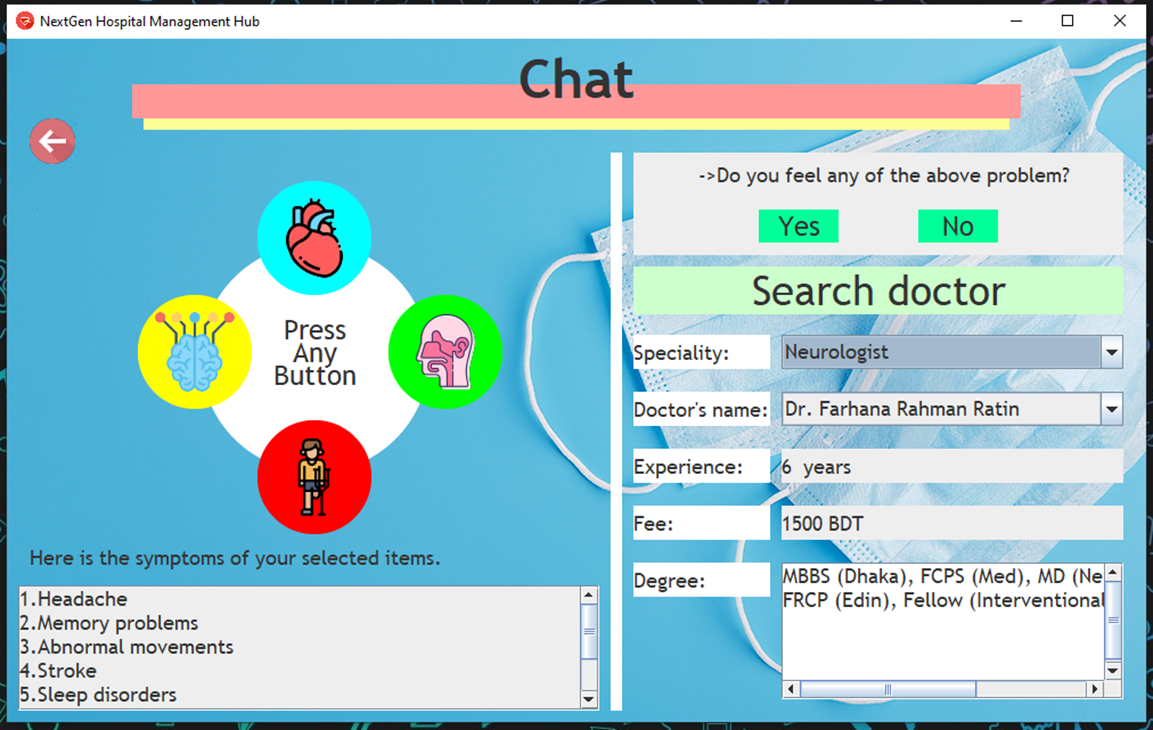 NextGen Hospital Management Hub
Chat
Press
Any
Button
Here is the symptoms of your selected items.
1.Headache
2.Memory problems
3.Abnormal movements
4.Stroke
5.Sleep disorders
->Do you feel any of the above problem?
Yes No
Search doctor
Speciality: Neurologist
Doctor's name: Dr. Farhana Rahman Ratin
Experience: 6 years
Fee: 1500 BDT
Degree: MBBS (Dhaka), FCPS (Med), MD (Ne
FRCP (Edin), Fellow (Interventional